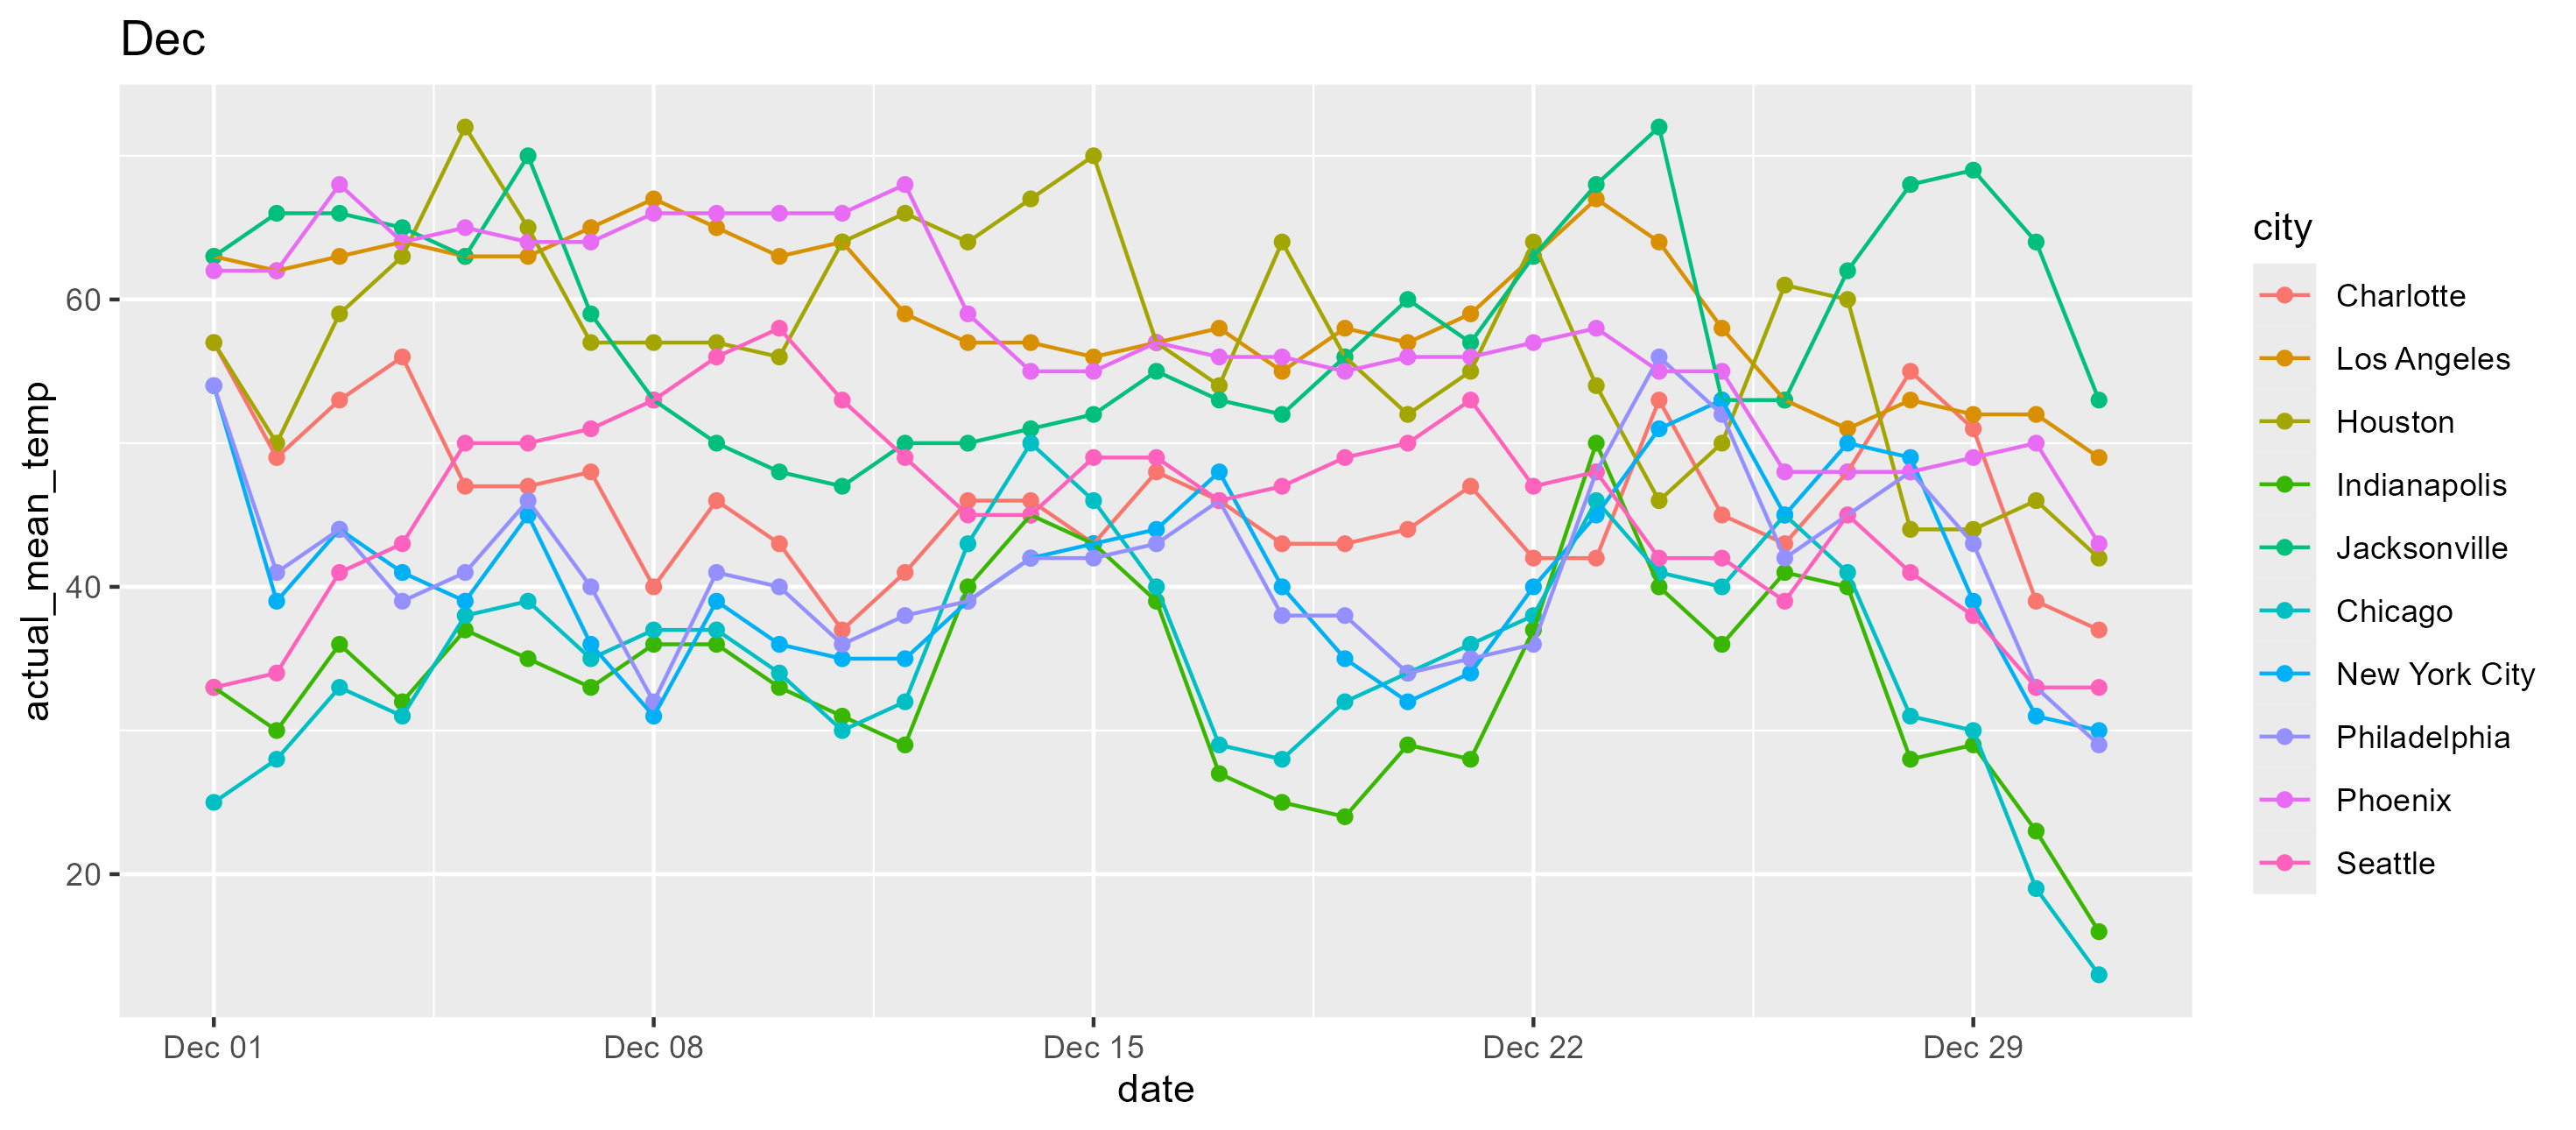 Dec
actual_mean_temp
60
40
20
Dec 01
Dec 08
Dec 15
Dec 22
Dec 29
date
city
Charlotte
Los Angeles
Houston
Indianapolis
Jacksonville
Chicago
New York City
Philadelphia
Phoenix
Seattle